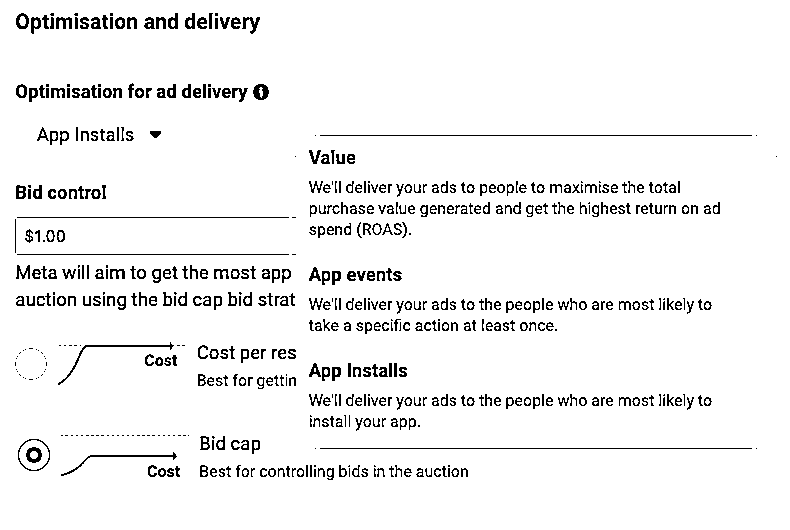 Optimisation and delivery
Optimisation for ad delivery
App Installs
Bid control
$1.00
Meta will aim to get the most app
auction using the bid cap bid strat
Cost
Cost per res
Best for gettin
Cost
Bid cap
Best for controlling bids in the auction
Value
We'll deliver your ads to people to maximise the total
purchase value generated and get the highest return on ad
spend (ROAS).
App events
We'll deliver your ads to the people who are most likely to
take a specific action at least once.
App Installs
We'll deliver your ads to the people who are most likely to
install your app.